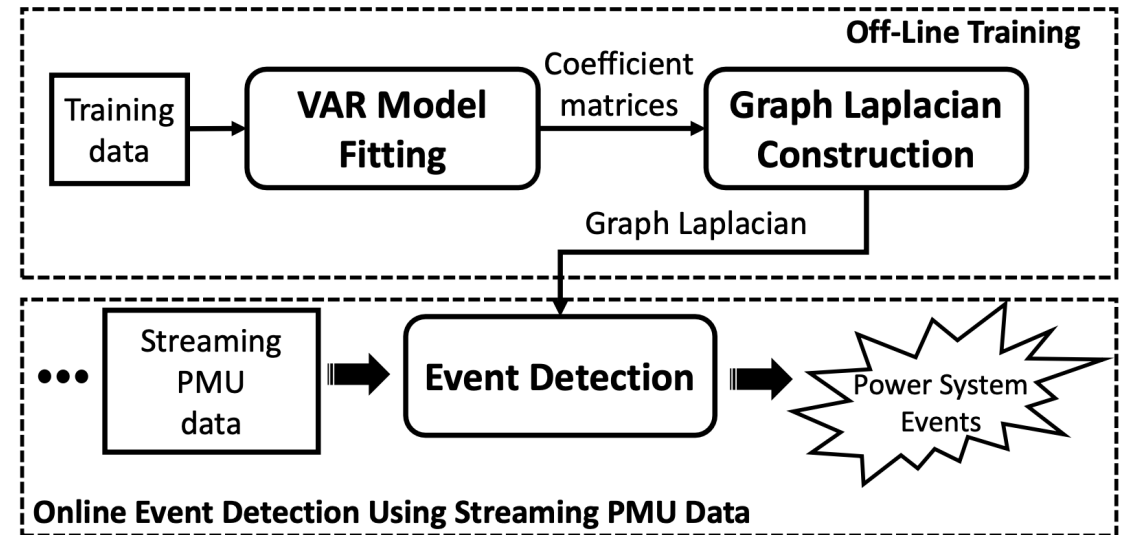 Off-Line Training
Training
data
VAR Model
Fitting
Coefficient
matrices
Graph Laplacian
Construction
Graph Laplacian
Streaming
PMU
data
Event Detection
Power System
Events
Online Event Detection Using Streaming PMU Data